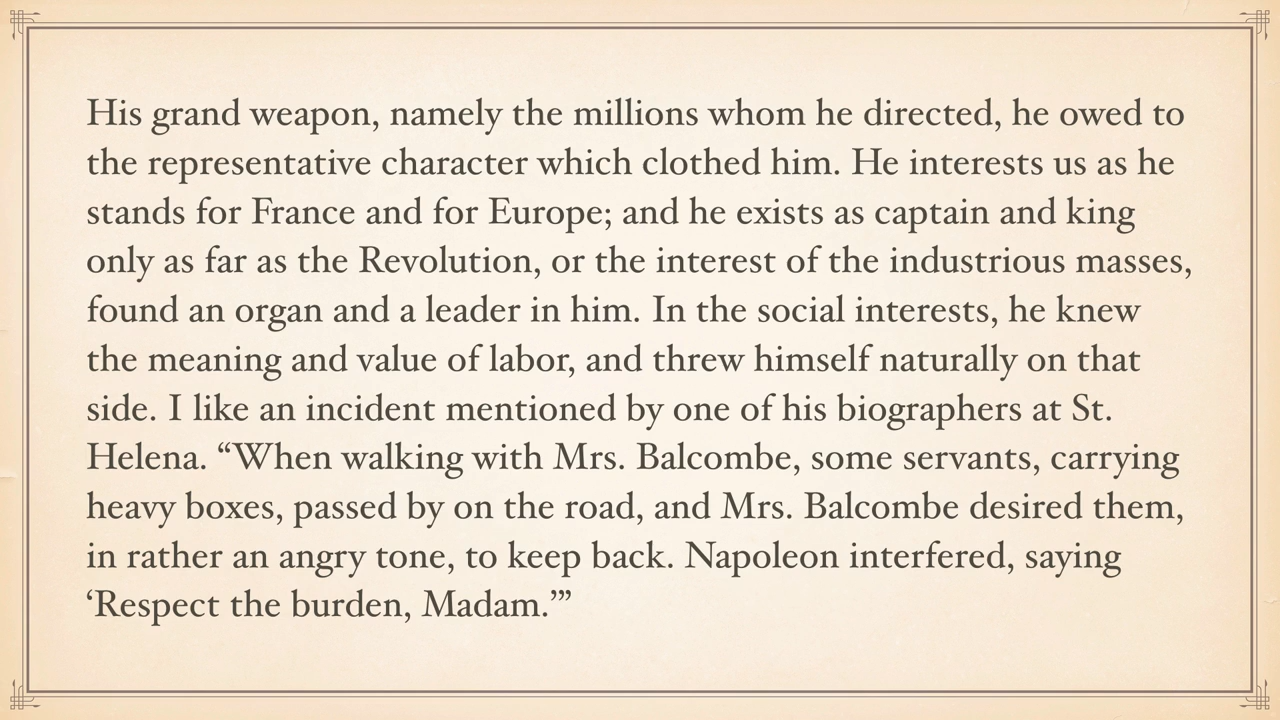 His grand weapon, namely the millions whom he directed, he owed to
the representative character which clothed him. He interests us as he
stands for France and for Europe; and he exists as captain and king
only as far as the Revolution, or the interest of the industrious masses,
found an organ and a leader in him. In the social interests, he knew
the meaning and value of labor, and threw himself naturally on that
side. I like an incident mentioned by one of his biographers at St.
Helena. “When walking with Mrs. Balcombe, some servants, carrying
heavy boxes, passed by on the road, and Mrs. Balcombe desired them,
in rather an angry tone, to keep back. Napoleon interfered, saying
‘Respect the burden, Madam.’”